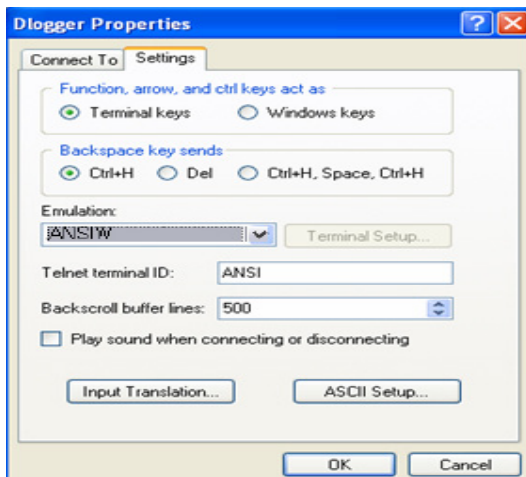 Dlogger Properties
Connect To Settings
Function, arrow, and ctrl keys act as
Terminal keys Windows keys
Backspace key sends
Ctrl+H Del Ctrl+H, Space, Ctrl+H
Emulation:
ANSIW Terminal Setup...
Telnet terminal ID: ANSI
Backscroll buffer lines: 500
Play sound when connecting or disconnecting
Input Translation... ASCII Setup...
OK Cancel